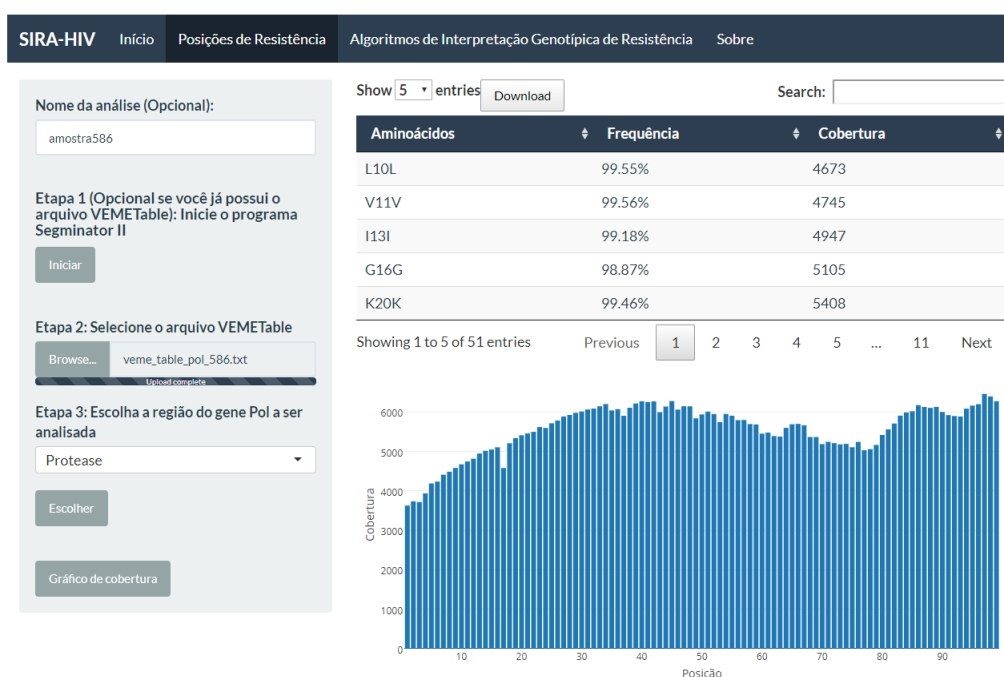 SIRA-HIV Início Posições de Resistência Algoritmos de Interpretação Genotípica de Resistência Sobre
Nome da análise (Opcional):
amostra586
Etapa 1 (Opcional se você já possui o
arquivo VEMETable): Inicie o programa
Segminator II
Iniciar
Etapa 2: Selecione o arquivo VEMETable
Browse... veme_table_pol_586.txt
Upload complete
Etapa 3: Escolha a região do gene Pol a ser
analisada
Protease
Escolher
Gráfico de cobertura
Show 5 entries Download Search:
Aminoácidos Frequência Cobertura
L10L 99.55% 4673
V11V 99.56% 4745
I13I 99.18% 4947
G16G 98.87% 5105
K20K 99.46% 5408
Showing 1 to 5 of 51 entries Previous 1 2 3 4 5 ... 11 Next
6000
5000
4000
3000
2000
1000
0
Cobertura
10 20 30 40 50 60 70 80 90
Posição